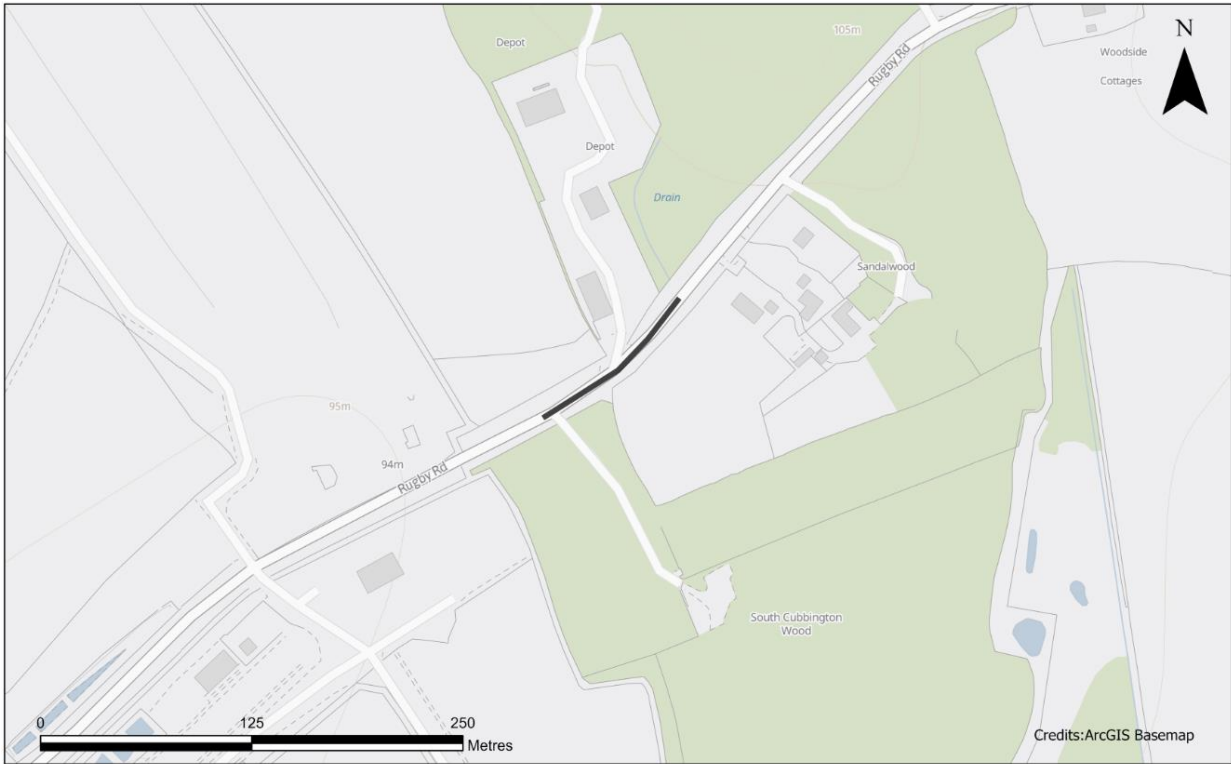 Depot
105m
Rugby Rd
Woodside
Cottages
N
Depot
Drain
Sandalwood
95m
94m
Rugby Rd
South Cubbington
Wood
0 125 250
Metres
Credits:ArcGIS Basemap